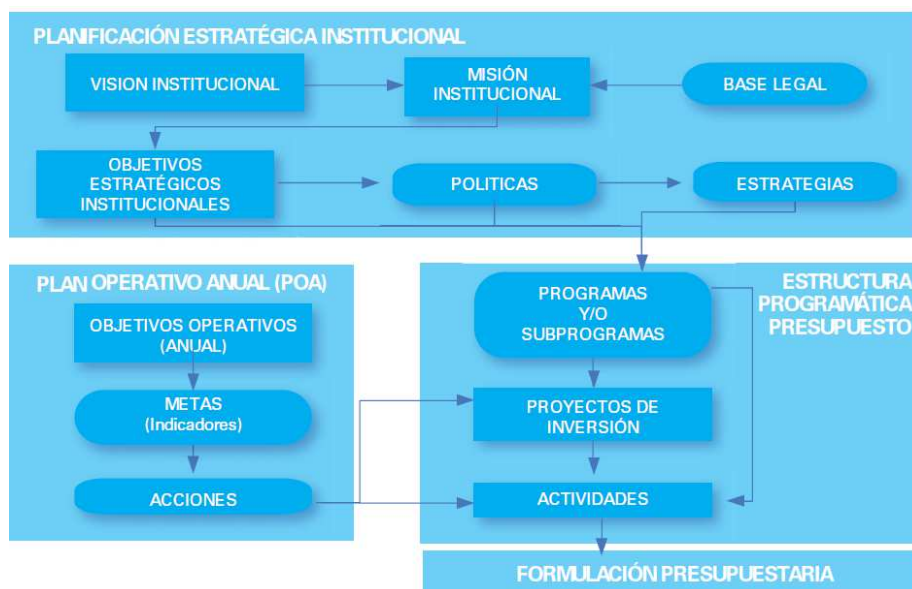 PLANIFICACIÓN ESTRATÉGICA INSTITUCIONAL
VISION INSTITUCIONAL
MISIÓN
INSTITUCIONAL
BASE LEGAL
OBJETIVOS
ESTRATÉGICOS
INSTITUCIONALES
POLITICAS
ESTRATEGIAS
PLAN OPERATIVO ANUAL (POA)
OBJETIVOS OPERATIVOS
(ANUAL)
METAS
(Indicadores)
ACCIONES
ESTRUCTURA
PROGRAMÁTICA
PRESUPUESTO
PROGRAMAS
Y/O
SUBPROGRAMAS
PROYECTOS DE
INVERSIÓN
ACTIVIDADES
FORMULACIÓN PRESUPUESTARIA